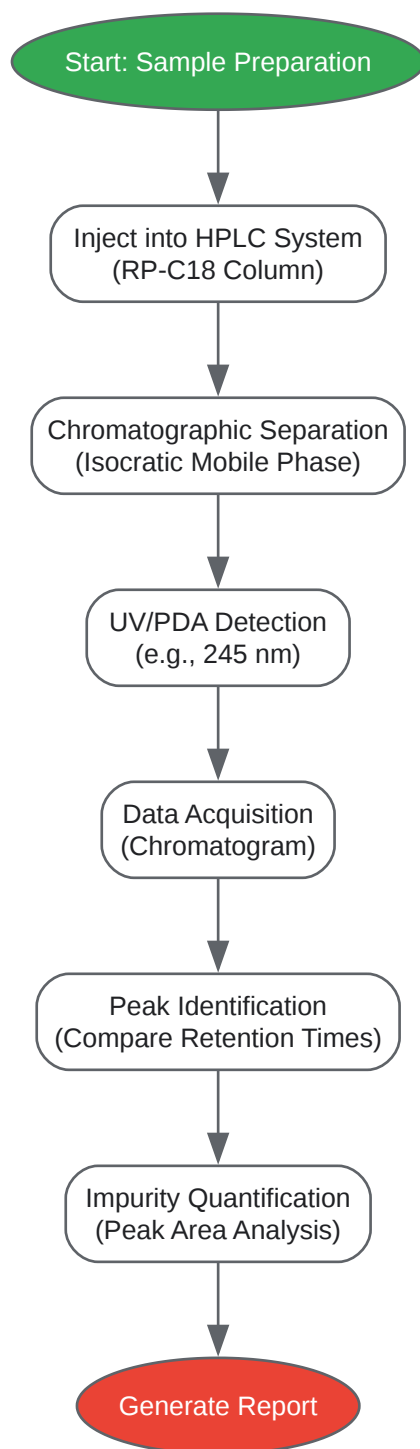 Start: Sample Preparation
Inject into HPLC System
(RP-C18 Column)
Chromatographic Separation
(Isocratic Mobile Phase)
UV/PDA Detection
(e.g., 245 nm)
Data Acquisition
(Chromatogram)
Peak Identification
(Compare Retention Times)
Impurity Quantification
(Peak Area Analysis)
Generate Report